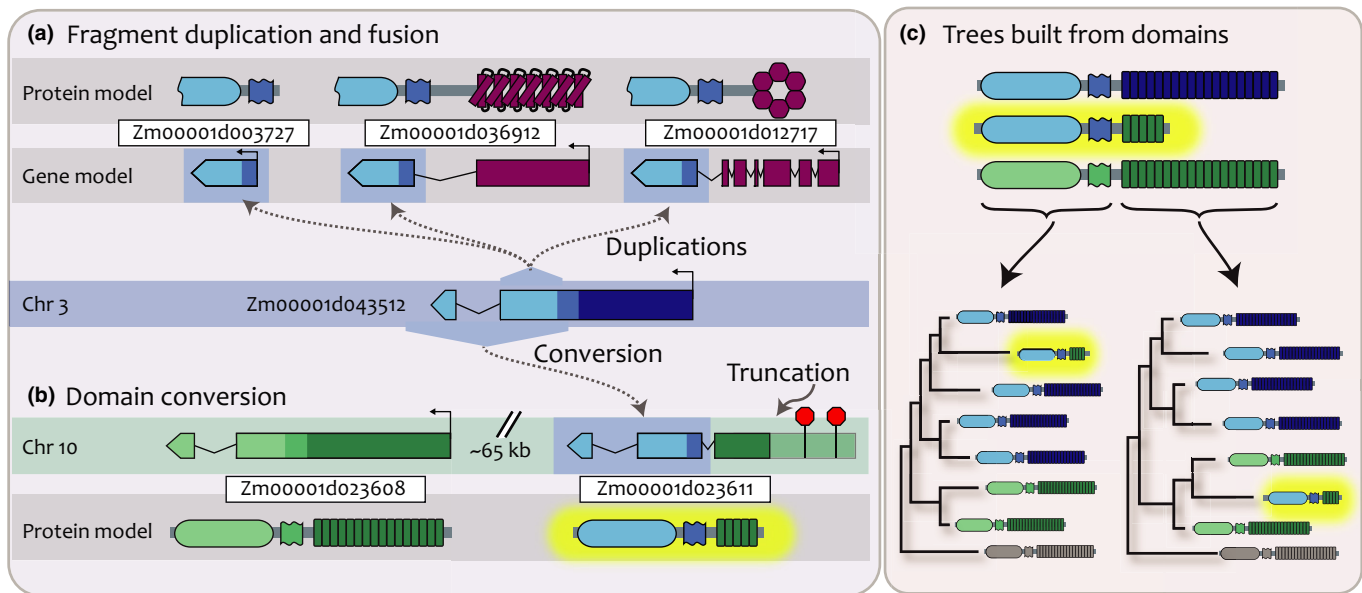 (a) Fragment duplication and fusion
Protein model
Zm00001d003727
Zm00001d036912
Zm00001d012717
Gene model
Duplications
Chr 3
Zm00001d043512
Conversion
Truncation
(b) Domain conversion
Chr 10
~65 kb
Zm00001d023608
Zm00001d023611
Protein model
(c) Trees built from domains